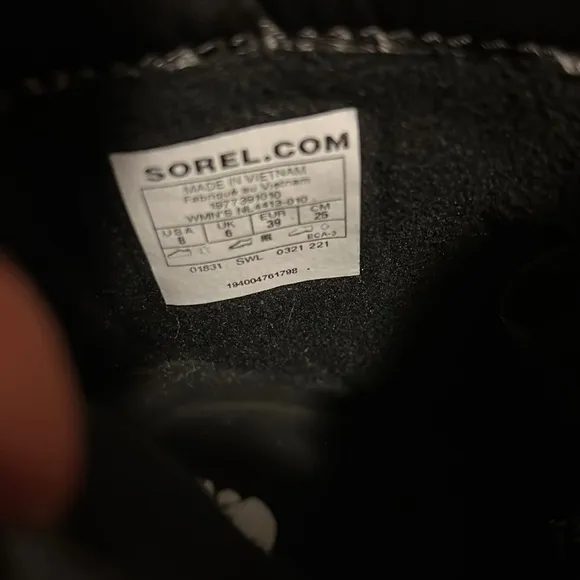 SOREL.COM
MADE IN VIETNAM
Fabriqué au Vietnam
1977391010
WMN'S NL4413-010
USA UK EUR CM
8 6 39 25
BCA-3
01831 SWL 0321 221
194004761798